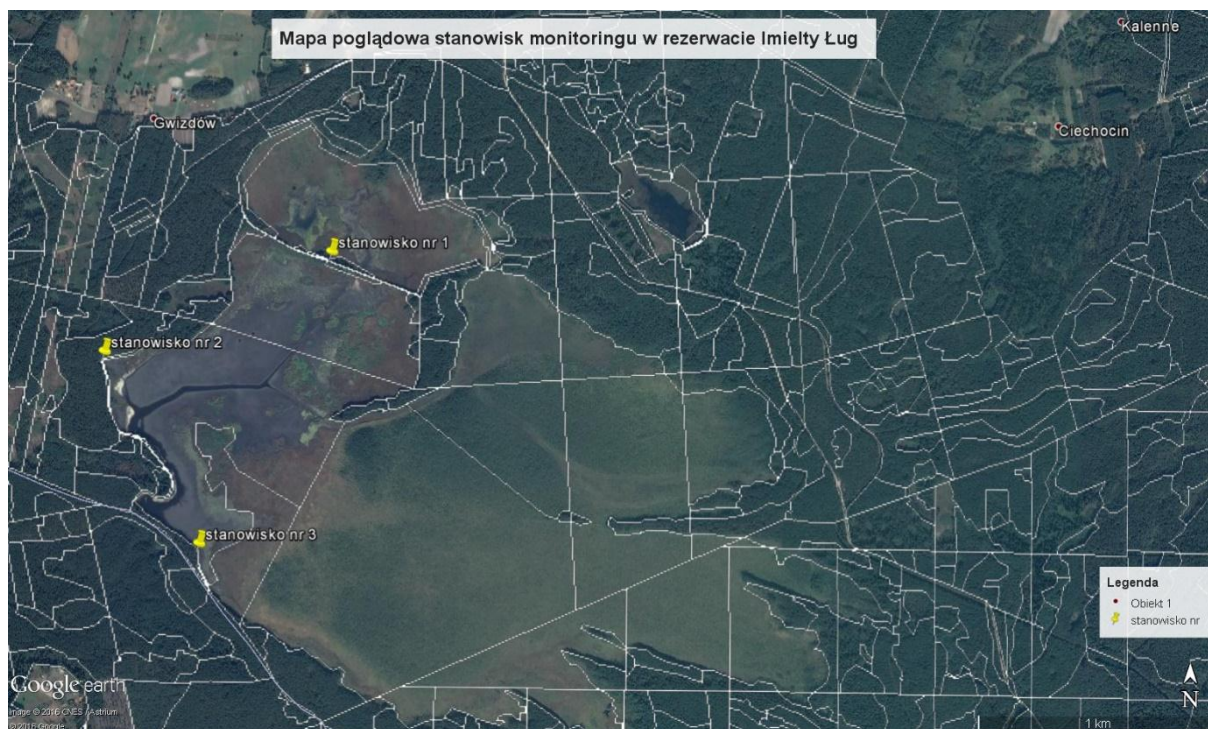 Mapa poglądowa stanowisk monitoringu w rezerwacie Imielty Ług
Kalenne
Gwizdów
Ciechocin
stanowisko nr 1
stanowisko nr 2
stanowisko nr 3
Legenda
Obiekt 1
stanowisko nr
Google earth
Image © 2016 CNES / Astrium
© 2016 Google
N
1 km